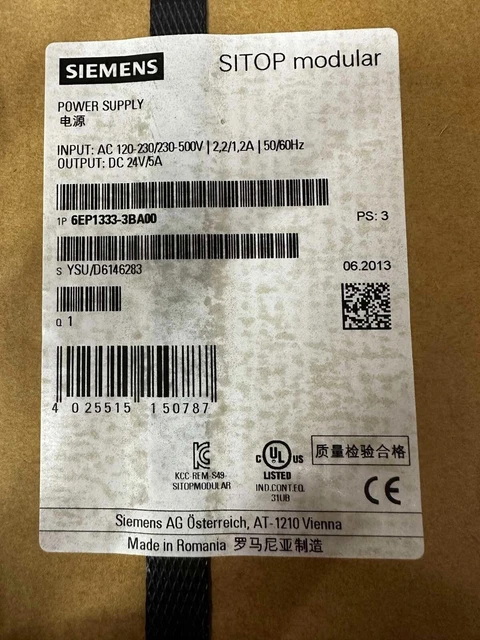 SIEMENS
SITOP modular
POWER SUPPLY
电源
INPUT: AC 120-230/230-500V | 2,2/1,2A | 50/60Hz
OUTPUT: DC 24V/5A
1P 6EP1333-3BA00
PS: 3
S YSU/D6146283
06.2013
Q 1
4 025515 150787
KCC-REM-S49-
SITOPMODULAR
C UL US
LISTED
IND.CONT.EQ.
31UB
质量检验合格
CE
Siemens AG Österreich, AT-1210 Vienna
Made in Romania 罗马尼亚制造